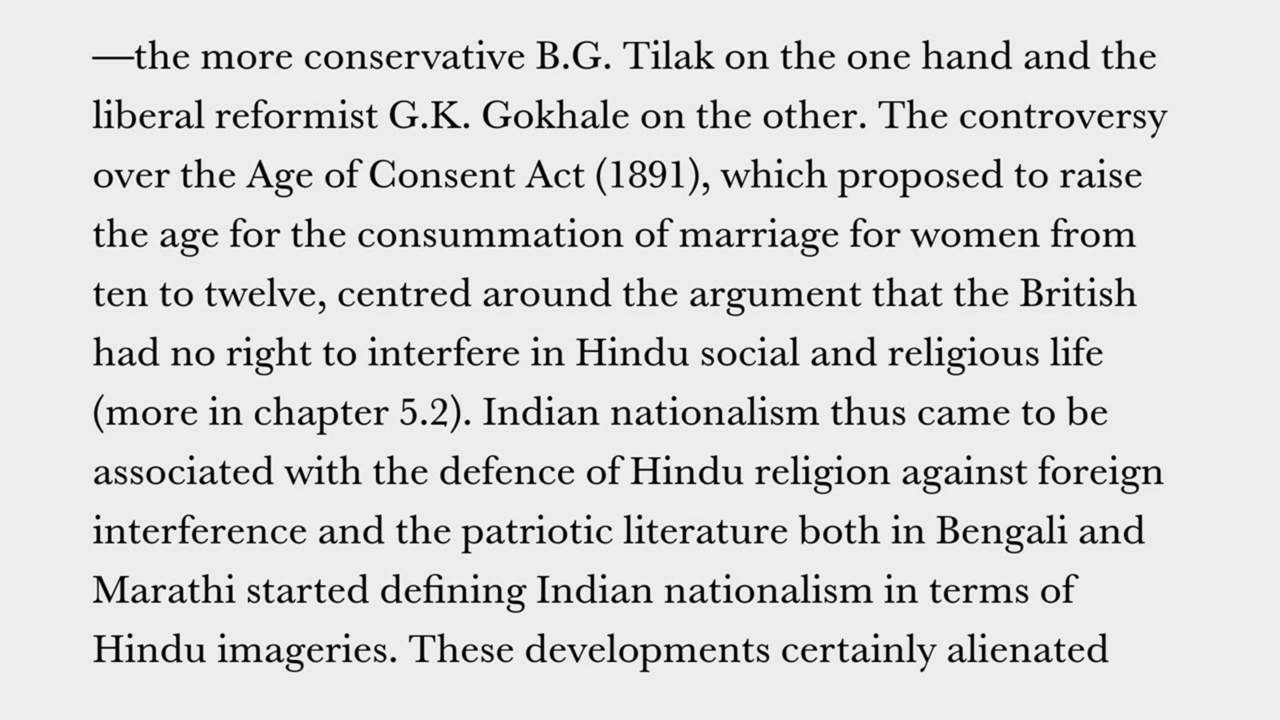 —the more conservative B.G. Tilak on the one hand and the
liberal reformist G.K. Gokhale on the other. The controversy
over the Age of Consent Act (1891), which proposed to raise
the age for the consummation of marriage for women from
ten to twelve, centred around the argument that the British
had no right to interfere in Hindu social and religious life
(more in chapter 5.2). Indian nationalism thus came to be
associated with the defence of Hindu religion against foreign
interference and the patriotic literature both in Bengali and
Marathi started defining Indian nationalism in terms of
Hindu imageries. These developments certainly alienated